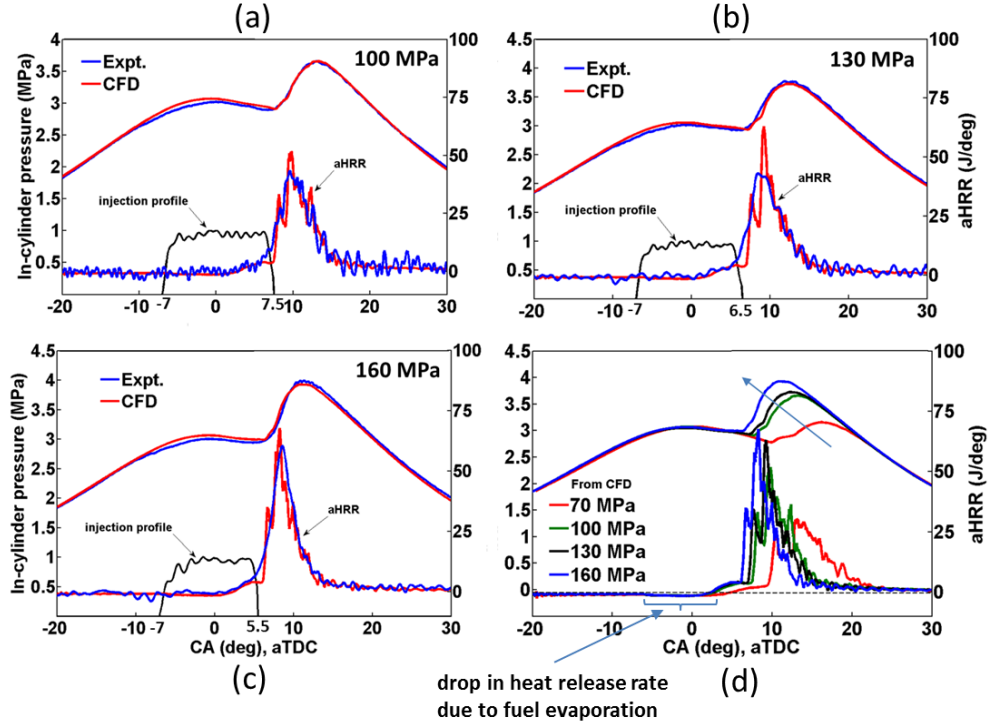 (a)
100 MPa
Expt.
CFD
aHRR
injection profile
In-cylinder pressure (MPa)
4
3.5
3
2.5
2
1.5
1
0.5
100
75
50
25
0
-20
-10
-7
0
7.5
10
20
30
(b)
130 MPa
Expt.
CFD
aHRR
injection profile
4.5
4
3.5
3
2.5
2
1.5
1
0.5
100
75
50
25
0
aHRR (J/deg)
-20
-10
-7
0
6.5
10
20
30
160 MPa
Expt.
CFD
aHRR
injection profile
In-cylinder pressure (MPa)
4.5
4
3.5
3
2.5
2
1.5
1
0.5
100
75
50
25
0
-20
-10
-7
0
5.5
10
20
30
CA (deg), aTDC
(c)
From CFD
70 MPa
100 MPa
130 MPa
160 MPa
4.5
4
3.5
3
2.5
2
1.5
1
0.5
0
100
75
50
25
0
aHRR (J/deg)
-20
-10
0
10
20
30
CA (deg), aTDC
(d)
drop in heat release rate
due to fuel evaporation